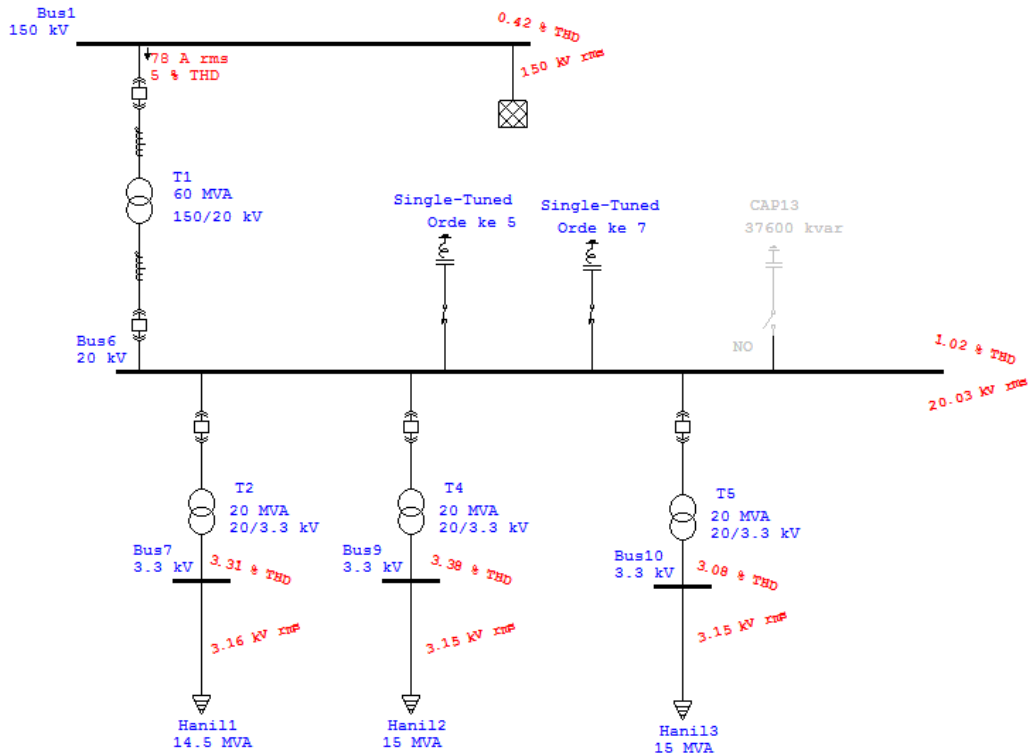 Bus1
150 kV
0.42 % THD
150 kV rms
78 A rms
5 % THD
T1
60 MVA
150/20 kV
Single-Tuned
Orde ke 5
Single-Tuned
Orde ke 7
CAP13
37600 kvar
NO
Bus6
20 kV
1.02 % THD
20.03 kV rms
T2
20 MVA
20/3.3 kV
T4
20 MVA
20/3.3 kV
T5
20 MVA
20/3.3 kV
Bus7
3.3 kV
3.31 % THD
3.16 kV rms
Bus9
3.3 kV
3.38 % THD
3.15 kV rms
Bus10
3.3 kV
3.08 % THD
3.15 kV rms
Hanil1
14.5 MVA
Hanil2
15 MVA
Hanil3
15 MVA